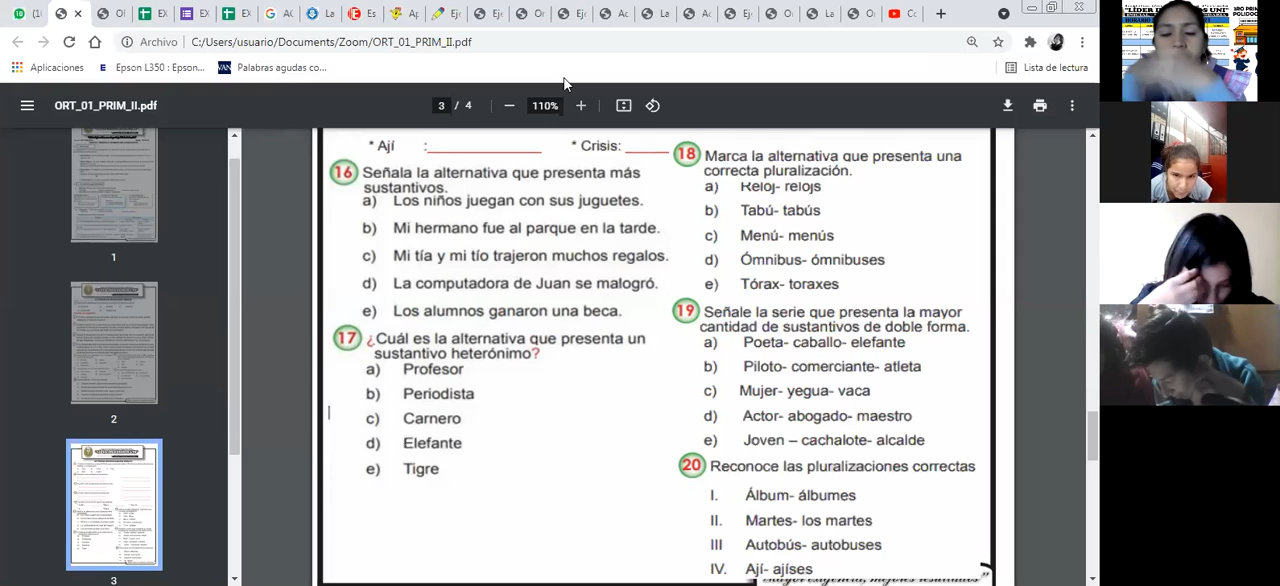 Archivo
C:/Users/usuario/Documents/Zoom/ORT_01_PRIM_II.pdf
Aplicaciones
Epson L350 : Epson...
Palabras agudas co...
Lista de lectura
ORT_01_PRIM_II.pdf
3 / 4
110%
1
2
3
* Ají :__________ * Crisis: _____
16 Señala la alternativa que presenta más
sustantivos.
a) Los niños juegan con sus juguetes.
b) Mi hermano fue al parque en la tarde.
c) Mi tía y mi tío trajeron muchos regalos.
d) La computadora de Juan se malogró.
e) Los alumnos ganaron una beca.
17 ¿Cuál es la alternativa que presenta un
sustantivo heterónimo?
a) Profesor
b) Periodista
c) Carnero
d) Elefante
e) Tigre
18 Marca la alternativa que presenta una
correcta pluralización.
a) Reloj- relojs
b) Tabú- tabús
c) Menú- menús
d) Ómnibus- ómnibuses
e) Tórax- toraxes
19 Señale la serie que presenta la mayor
cantidad de sustantivos de doble forma.
a) Poeta- caballo- elefante
b) Piloto- comerciante- atleta
c) Mujer- yegua- vaca
d) Actor- abogado- maestro
e) Joven – cachalote- alcalde
20 Reconoce las pluralizaciones correctas
I. Álbum- álbumes
II. Martes- los martes
III Autobús- autobuses
IV. Ají- ajíses